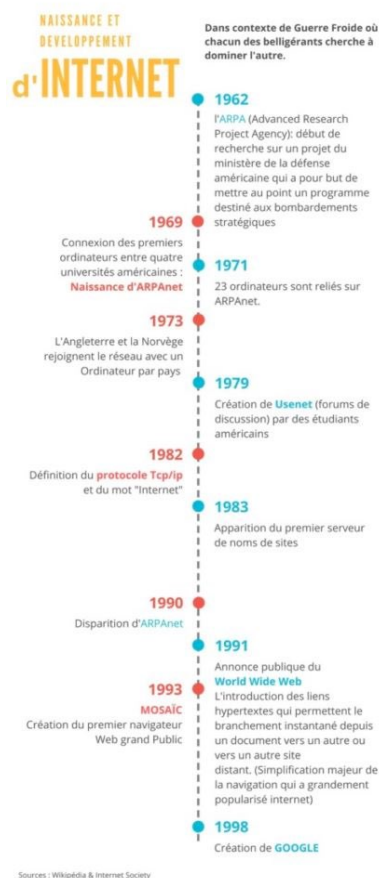 NAISSANCE ET
DEVELOPPEMENT
d'INTERNET
Dans contexte de Guerre Froide où
chacun des belligérants cherche à
dominer l'autre.
1962
l'ARPA (Advanced Research
Project Agency): début de
recherche sur un projet du
ministère de la défense
américaine qui a pour but de
mettre au point un programme
destiné aux bombardements
stratégiques
1969
Connexion des premiers
ordinateurs entre quatre
universités américaines :
Naissance d'ARPAnet
1971
23 ordinateurs sont reliés sur
ARPAnet.
1973
L'Angleterre et la Norvège
rejoignent le réseau avec un
Ordinateur par pays
1979
Création de Usenet (forums de
discussion) par des étudiants
américains
1982
Définition du protocole Tcp/ip
et du mot "Internet"
1983
Apparition du premier serveur
de noms de sites
1990
Disparition d'ARPAnet
1991
Annonce publique du
World Wide Web
L'introduction des liens
hypertextes qui permettent le
branchement instantané depuis
un document vers un autre ou
vers un autre site
distant. (Simplification majeur de
la navigation qui a grandement
popularisé internet)
1993
MOSAÏC
Création du premier navigateur
Web grand Public
1998
Création de GOOGLE
Sources : Wikipédia & Internet Society